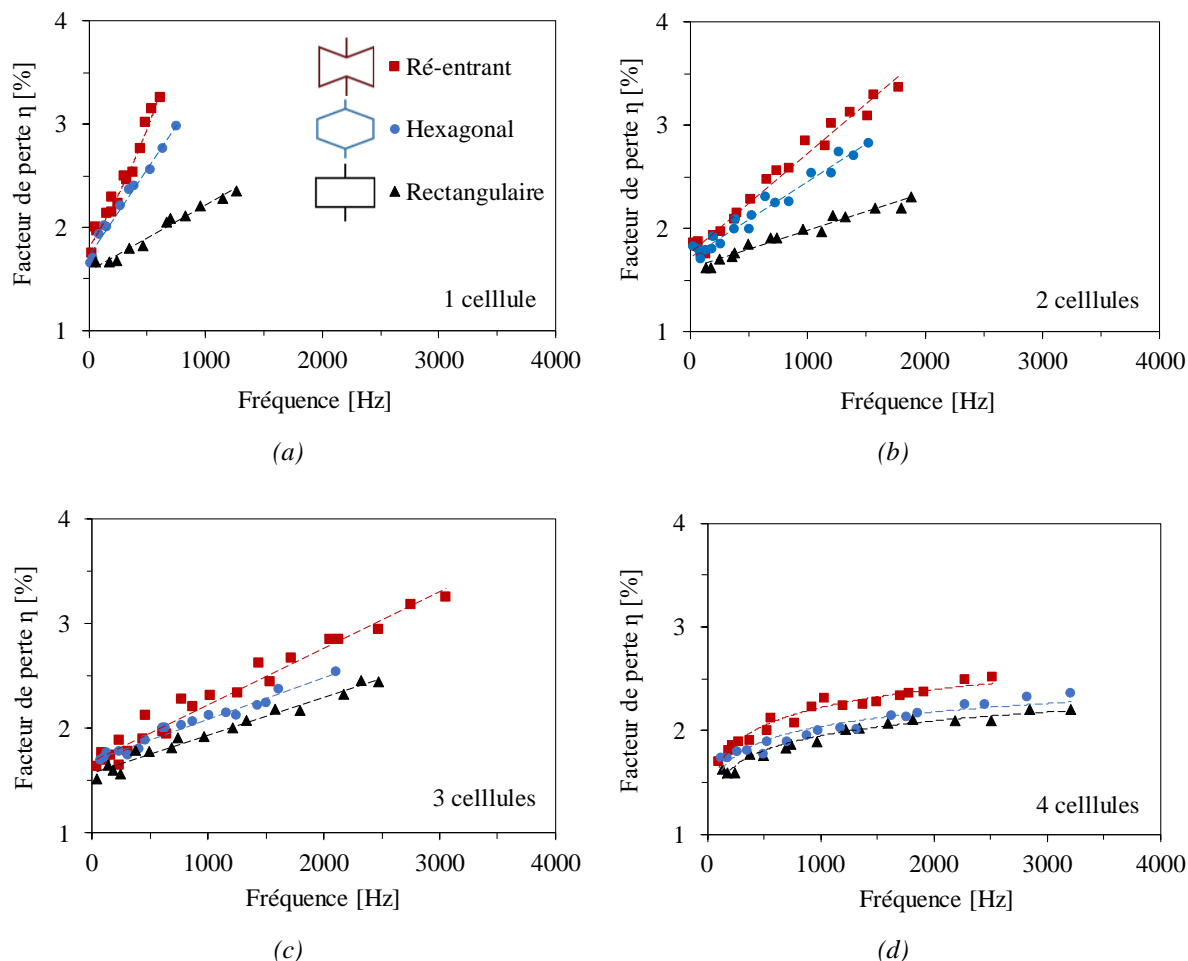 4
3
2
1
Facteur de perte η [%]
Ré-entrant
Hexagonal
Rectangulaire
1 celllule
0
1000
2000
3000
4000
Fréquence [Hz]
(a)
4
3
2
1
Facteur de perte η [%]
2 celllules
0
1000
2000
3000
4000
Fréquence [Hz]
(b)
4
3
2
1
Facteur de perte η [%]
3 celllules
0
1000
2000
3000
4000
Fréquence [Hz]
(c)
4
3
2
1
Facteur de perte η [%]
4 celllules
0
1000
2000
3000
4000
Fréquence [Hz]
(d)